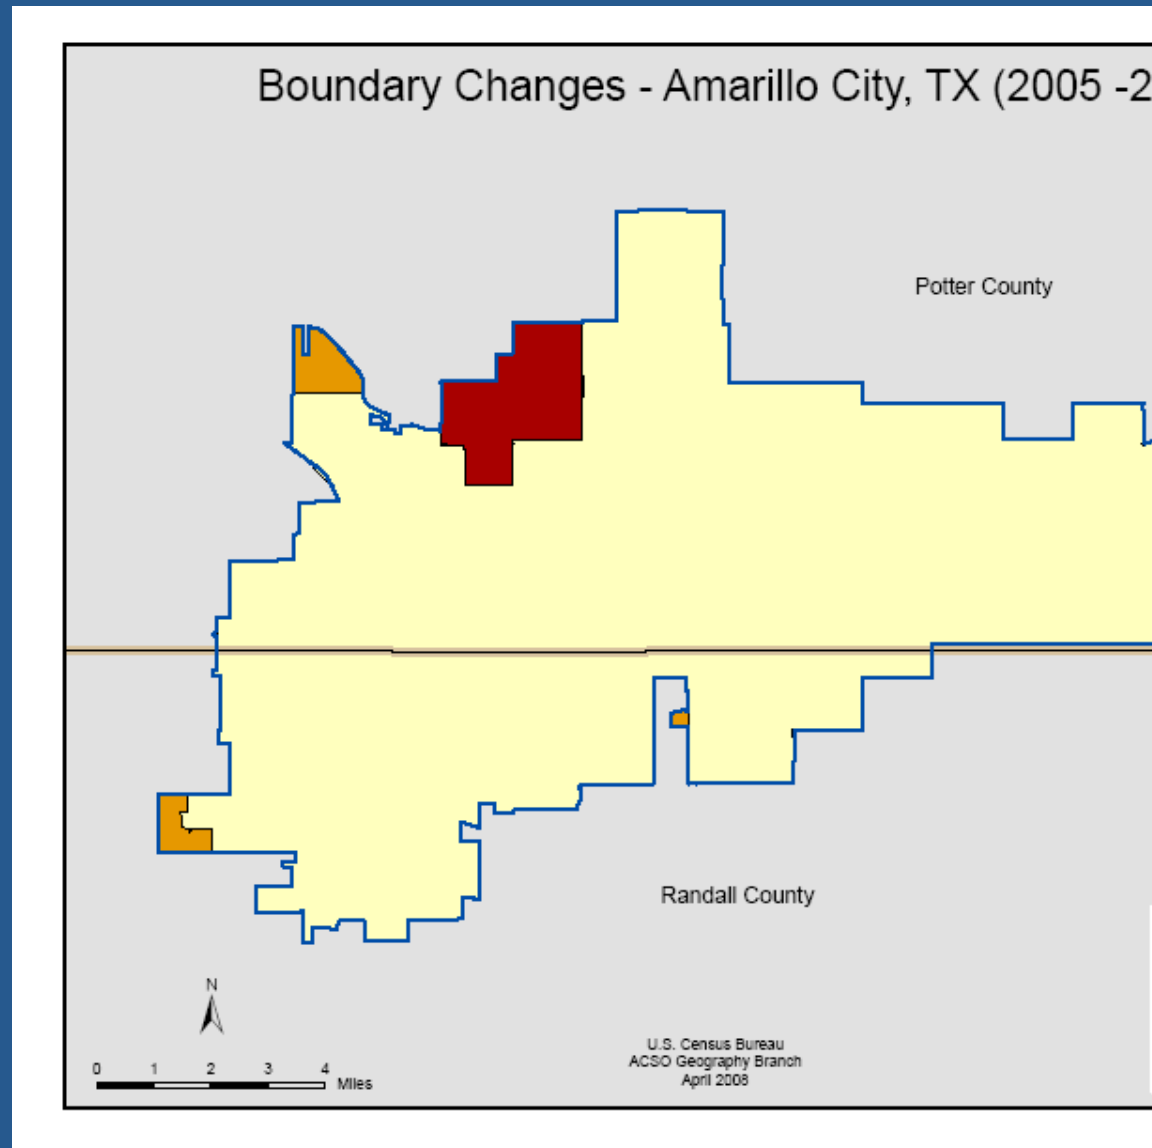 Boundary Changes - Amarillo City, TX (2005 -2
Potter County
Randall County
N
0 1 2 3 4
Miles
U.S. Census Bureau
ACSO Geography Branch
April 2008